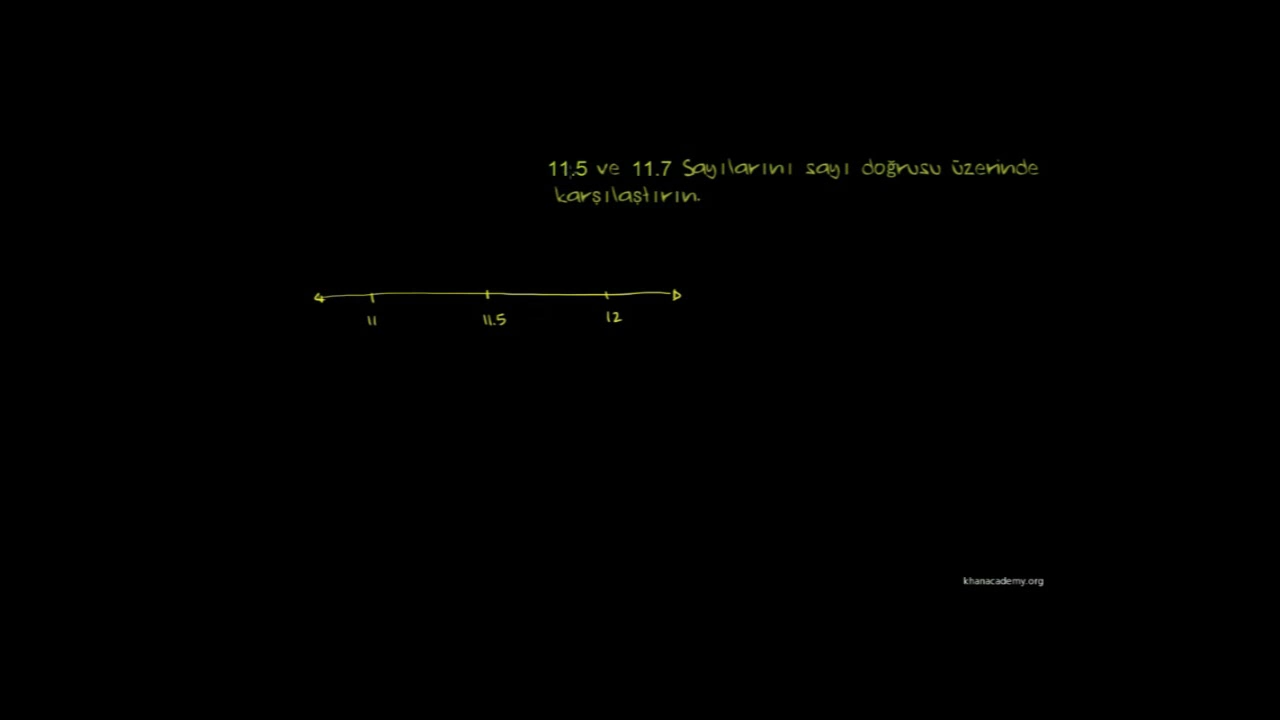 11.5 ve 11.7 Sayılarını sayı doğrusu üzerinde
karşılaştırın.
11 11.5 12
khanacademy.org